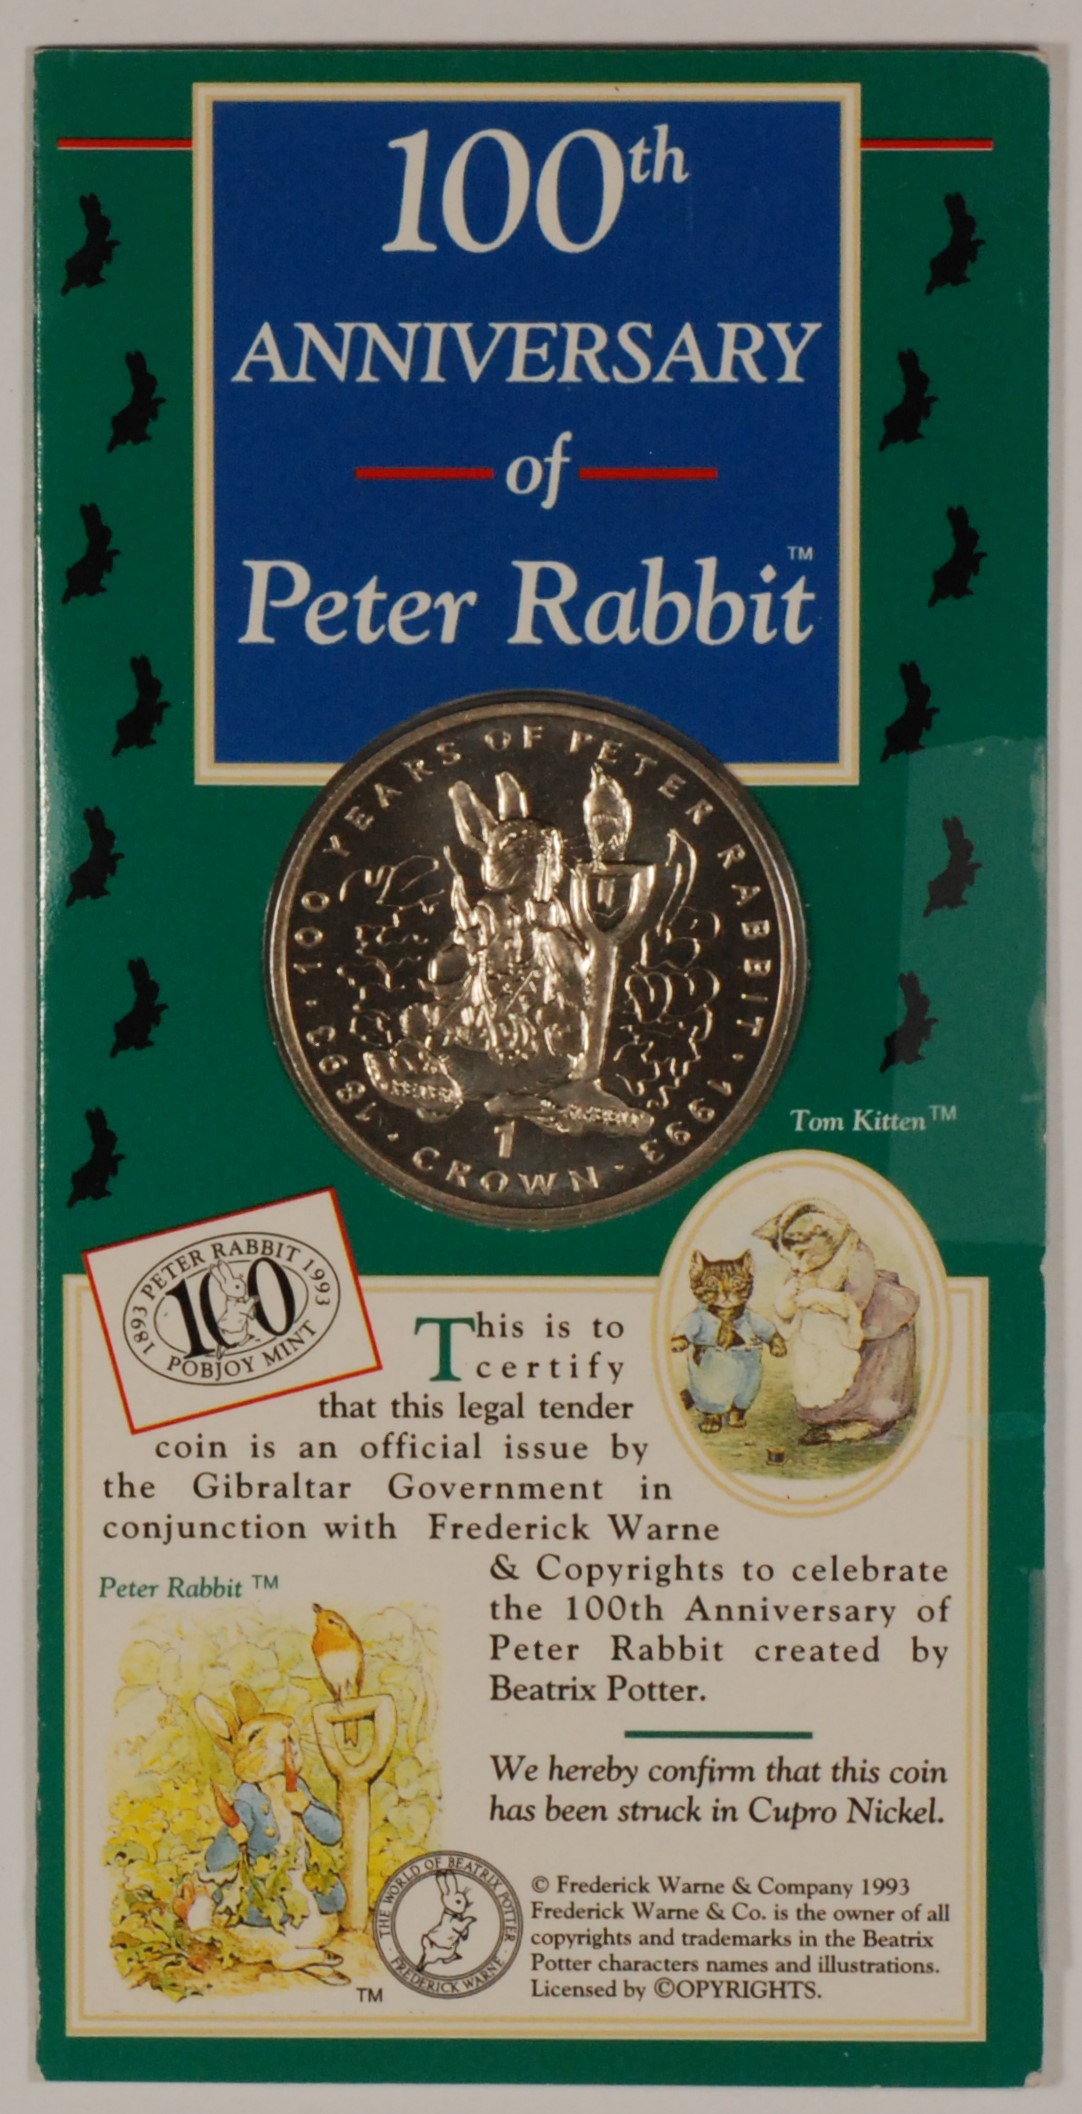 100th
ANNIVERSARY
of
Peter Rabbit™
1893 · 100 YEARS OF PETER RABBIT · 1993
1
CROWN
Tom Kitten™
1893 PETER RABBIT 1993
100
POBJOY MINT
This is to
certify
that this legal tender
coin is an official issue by
the Gibraltar Government in
conjunction with Frederick Warne
& Copyrights to celebrate
the 100th Anniversary of
Peter Rabbit created by
Beatrix Potter.
Peter Rabbit ™
We hereby confirm that this coin
has been struck in Cupro Nickel.
THE WORLD OF BEATRIX POTTER
· FREDERICK WARNE ·
TM
© Frederick Warne & Company 1993
Frederick Warne & Co. is the owner of all
copyrights and trademarks in the Beatrix
Potter characters names and illustrations.
Licensed by ©OPYRIGHTS.